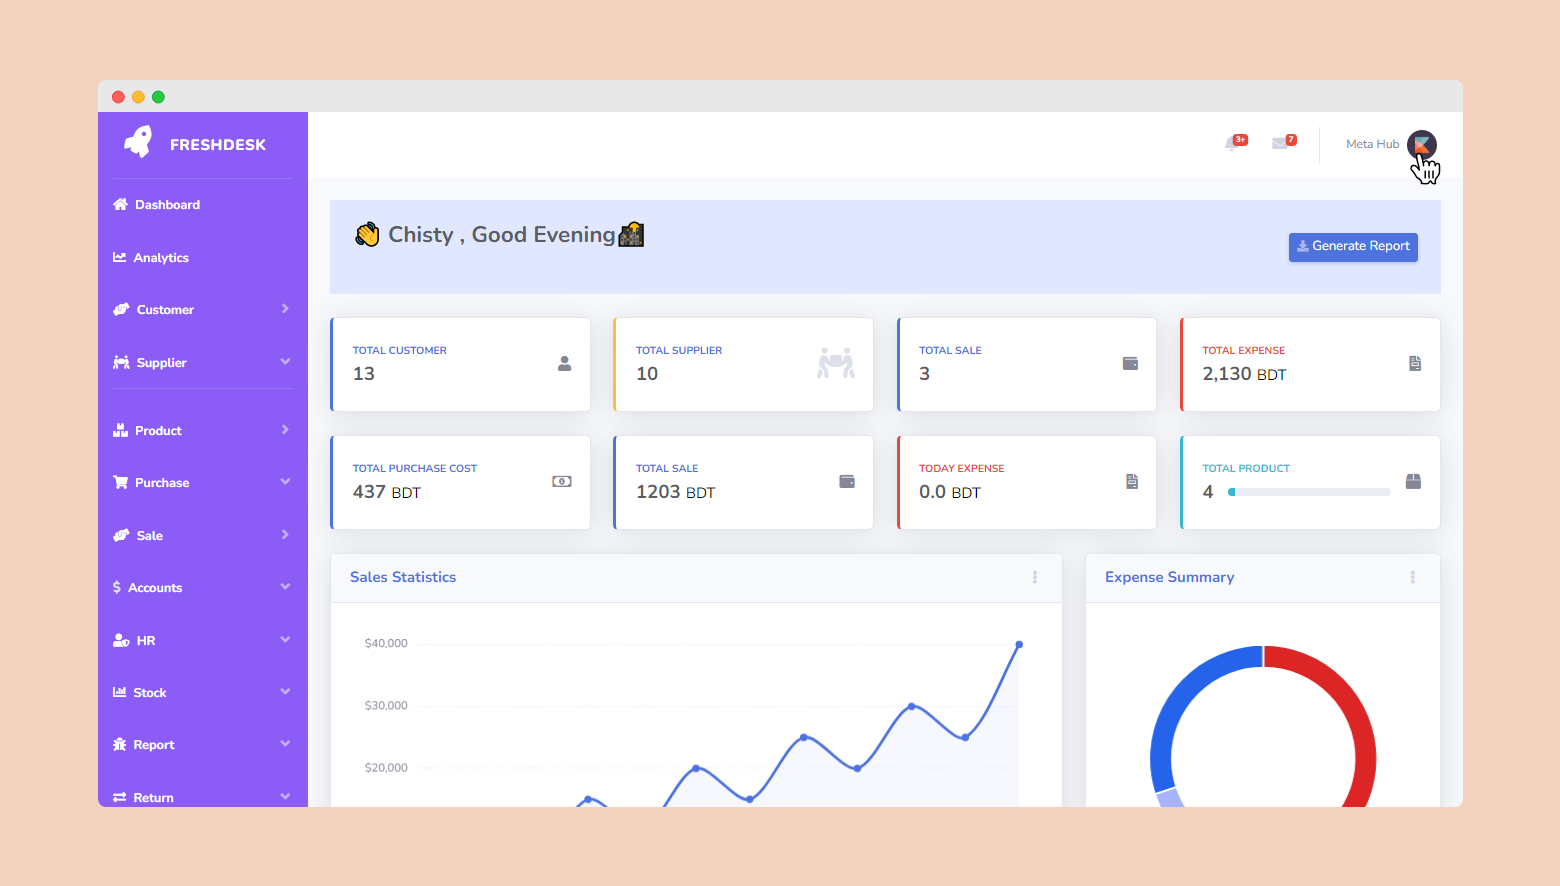 FRESHDESK
Dashboard
Analytics
Customer
Supplier
Product
Purchase
Sale
Accounts
HR
Stock
Report
Return
3+
7
Meta Hub
Chisty , Good Evening
Generate Report
TOTAL CUSTOMER
13
TOTAL SUPPLIER
10
TOTAL SALE
3
TOTAL EXPENSE
2,130 BDT
TOTAL PURCHASE COST
437 BDT
TOTAL SALE
1203 BDT
TODAY EXPENSE
0.0 BDT
TOTAL PRODUCT
4
Sales Statistics
$40,000
$30,000
$20,000
Expense Summary